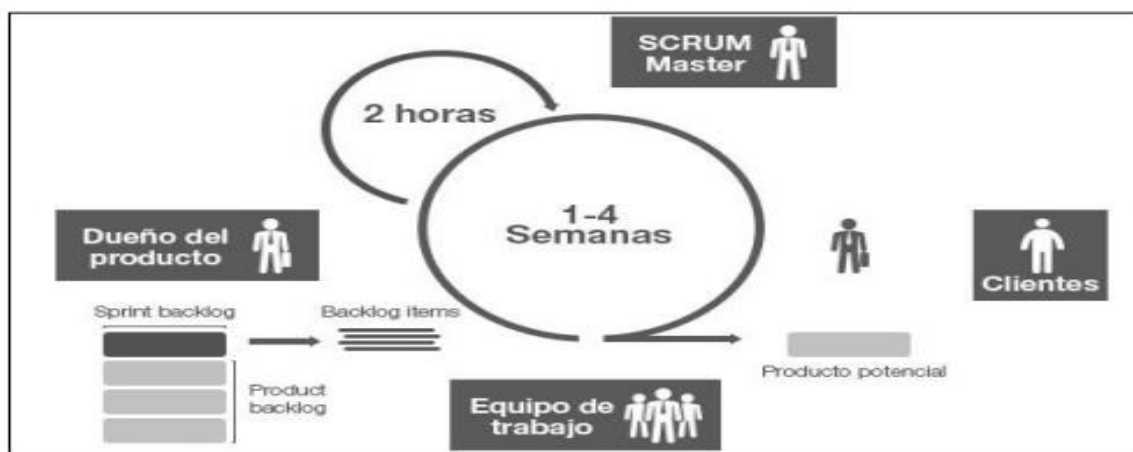 SCRUM
Master
2 horas
1-4
Semanas
Dueño del
producto
Clientes
Sprint backlog
Backlog items
Product
backlog
Producto potencial
Equipo de
trabajo